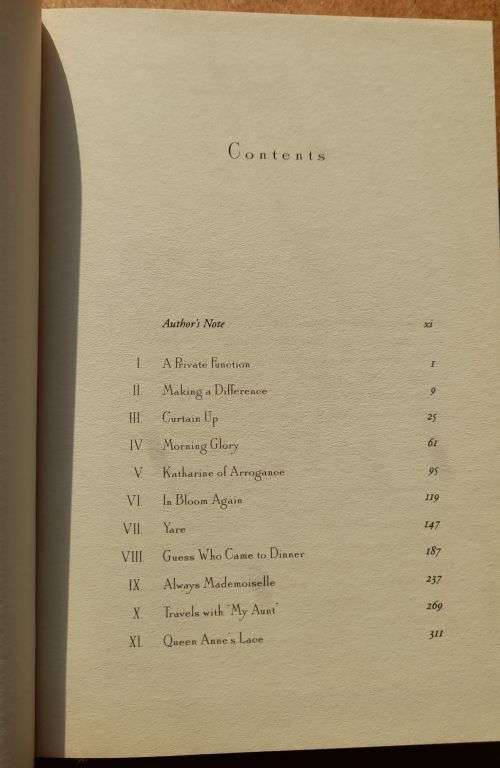 Contents
Author's Note xi
I. A Private Function 1
II. Making a Difference 9
III. Curtain Up 25
IV. Morning Glory 61
V. Katharine of Arrogance 95
VI. In Bloom Again 119
VII. Yare 147
VIII. Guess Who Came to Dinner 187
IX. Always Mademoiselle 237
X. Travels with "My Aunt" 269
XI. Queen Anne's Lace 311